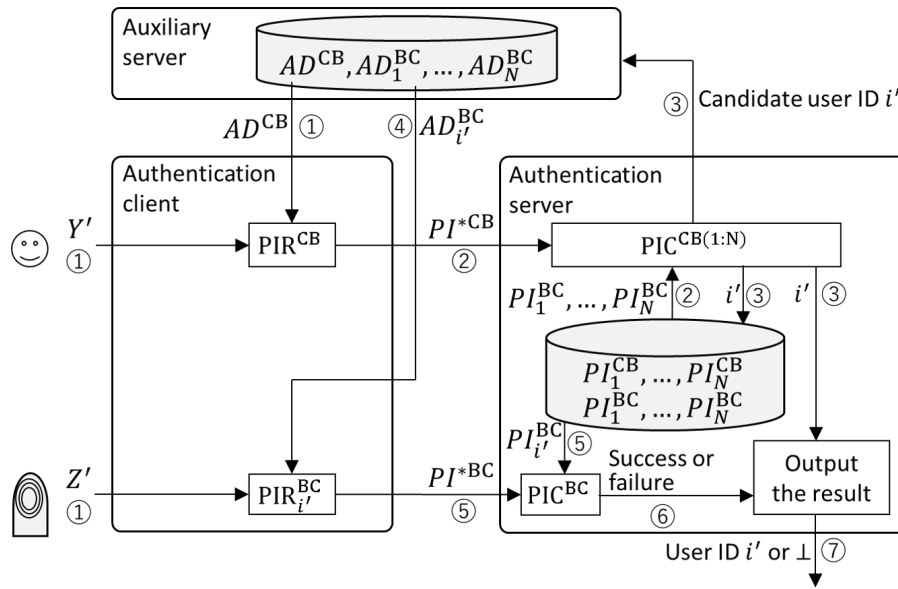 Auxiliary
server
AD^CB, AD_1^BC, ..., AD_N^BC
AD^CB ①
④ AD_{i'}^BC
③ Candidate user ID i'
Authentication
client
Authentication
server
Y'
①
PIR^CB
PI*^CB
②
PIC^CB(1:N)
PI_1^BC, ..., PI_N^BC ②
i' ③
i' ③
PI_1^CB, ..., PI_N^CB
PI_1^BC, ..., PI_N^BC
PI_{i'}^BC ⑤
Z'
①
PIR_{i'}^BC
PI*^BC
⑤
PIC^BC
Success or
failure
⑥
Output
the result
User ID i' or ⊥ ⑦